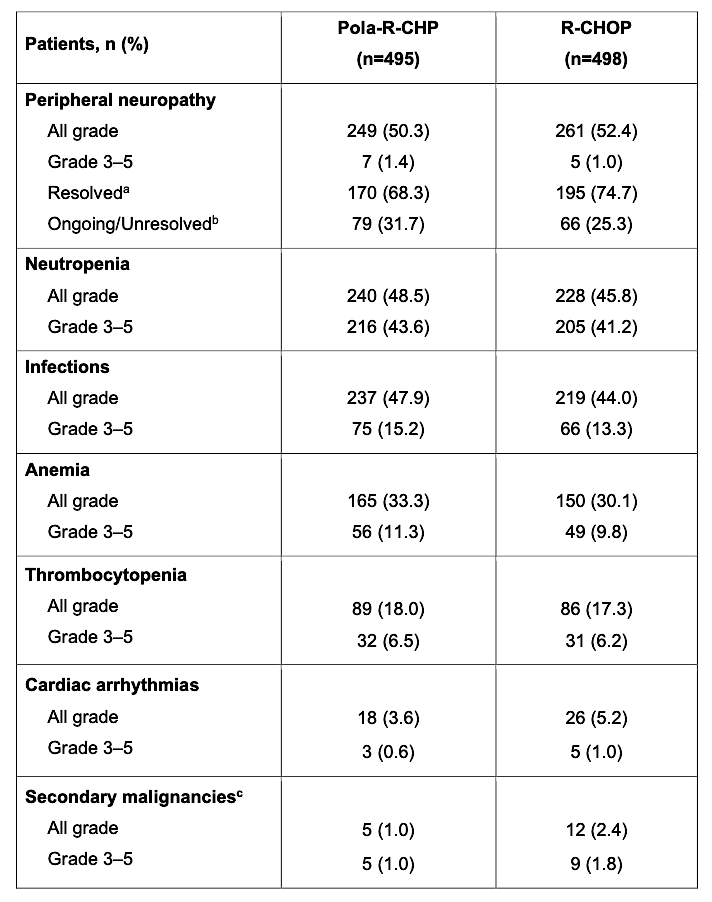 Patients, n (%) Pola-R-CHP (n=495) R-CHOP (n=498)
Peripheral neuropathy
All grade 249 (50.3) 261 (52.4)
Grade 3–5 7 (1.4) 5 (1.0)
Resolvedᵃ 170 (68.3) 195 (74.7)
Ongoing/Unresolvedᵇ 79 (31.7) 66 (25.3)
Neutropenia
All grade 240 (48.5) 228 (45.8)
Grade 3–5 216 (43.6) 205 (41.2)
Infections
All grade 237 (47.9) 219 (44.0)
Grade 3–5 75 (15.2) 66 (13.3)
Anemia
All grade 165 (33.3) 150 (30.1)
Grade 3–5 56 (11.3) 49 (9.8)
Thrombocytopenia
All grade 89 (18.0) 86 (17.3)
Grade 3–5 32 (6.5) 31 (6.2)
Cardiac arrhythmias
All grade 18 (3.6) 26 (5.2)
Grade 3–5 3 (0.6) 5 (1.0)
Secondary malignanciesᶜ
All grade 5 (1.0) 12 (2.4)
Grade 3–5 5 (1.0) 9 (1.8)